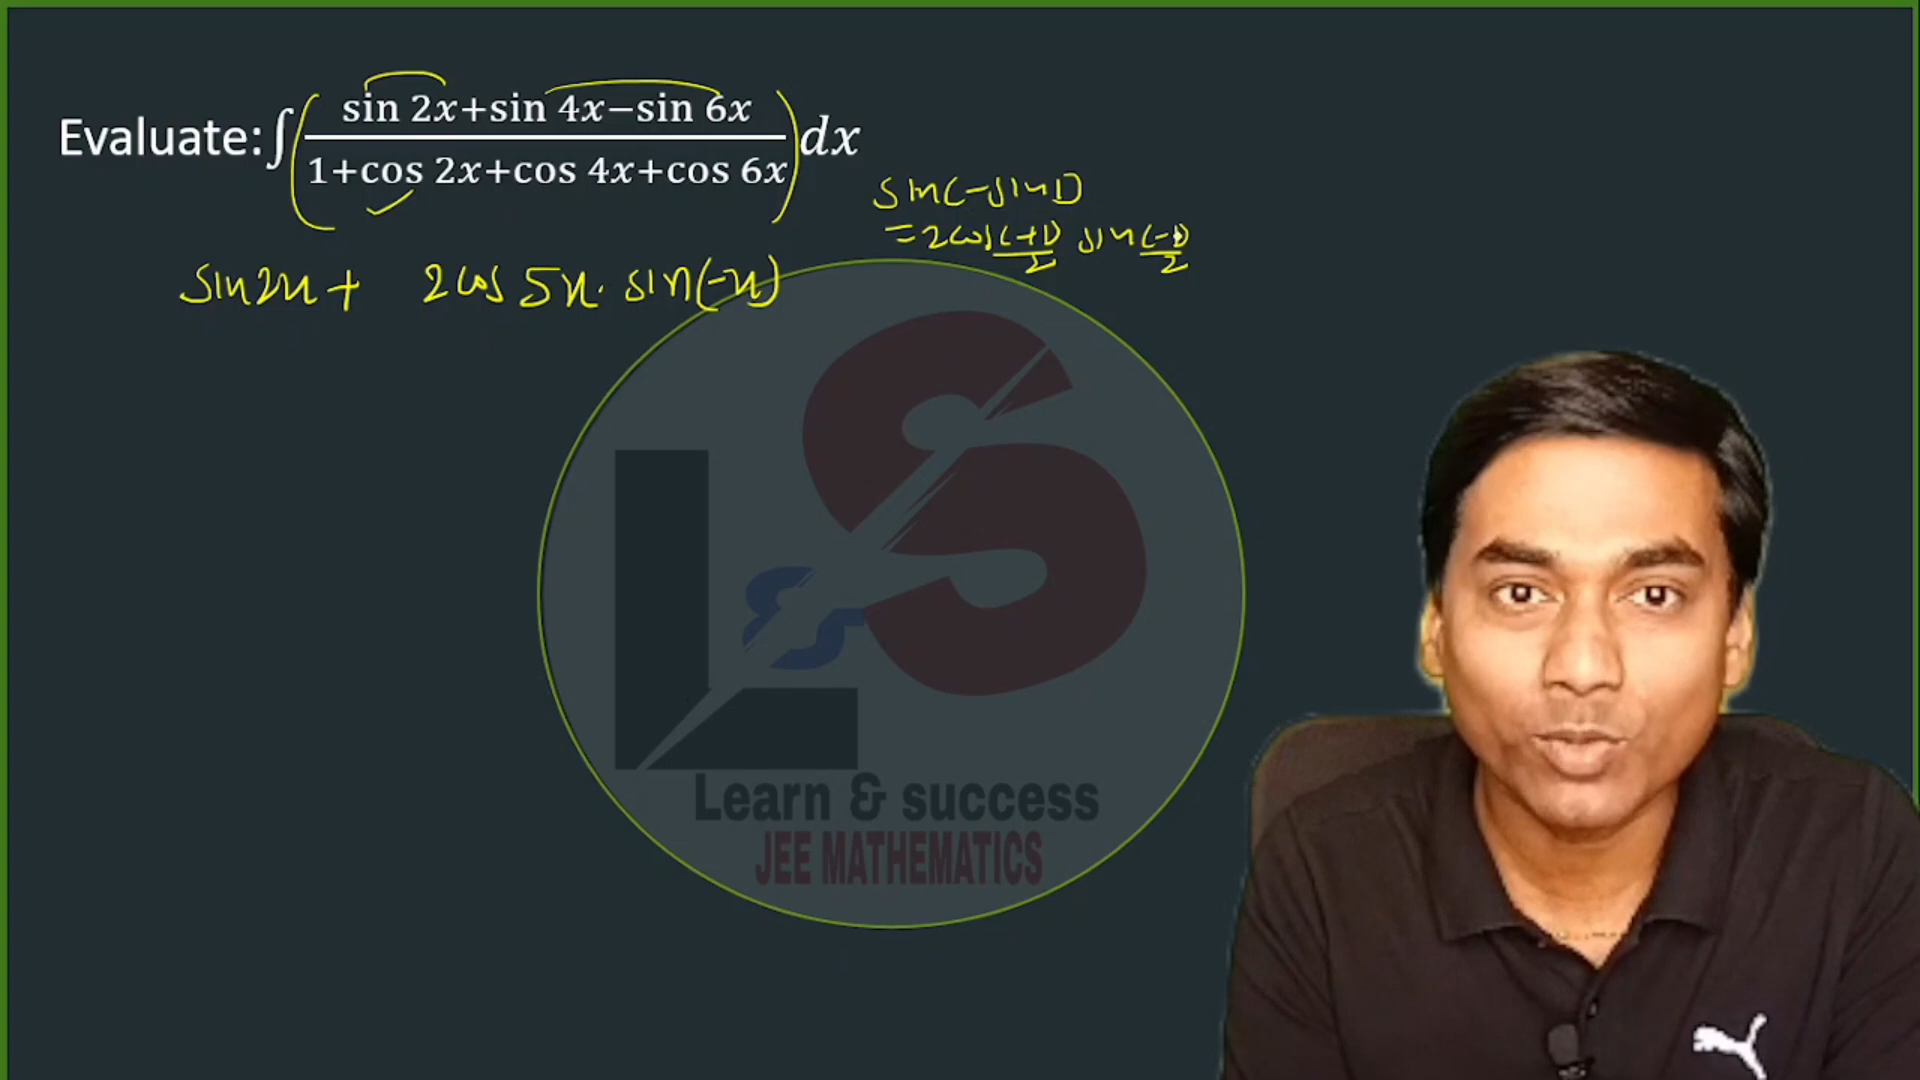 Evaluate: ∫ ( (sin 2x+sin 4x−sin 6x) / (1+cos 2x+cos 4x+cos 6x) ) dx
sinC-sinD
=2cos (C+D)/2 sin (C-D)/2
sin2x + 2cos 5x. sin(-x)
LS
Learn & success
JEE MATHEMATICS